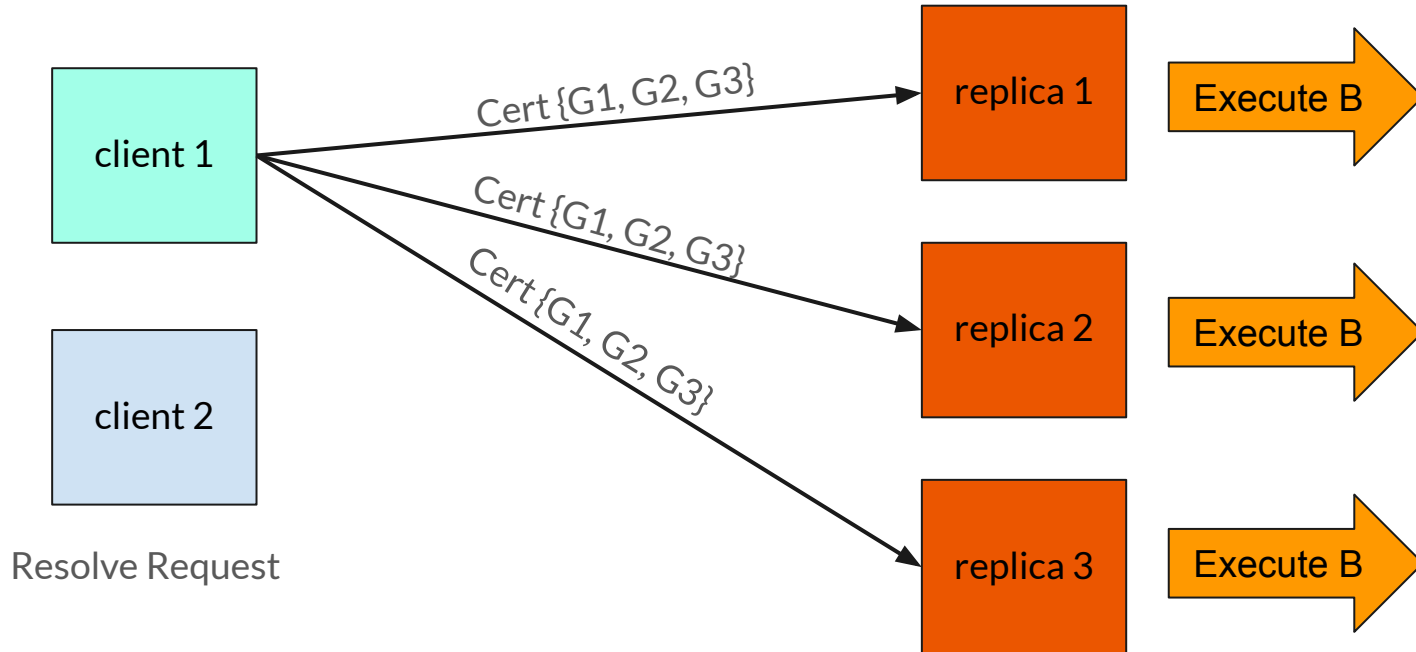 client 1
Cert {G1, G2, G3}
replica 1
Execute B
Cert {G1, G2, G3}
client 2
replica 2
Execute B
Cert {G1, G2, G3}
Resolve Request
replica 3
Execute B